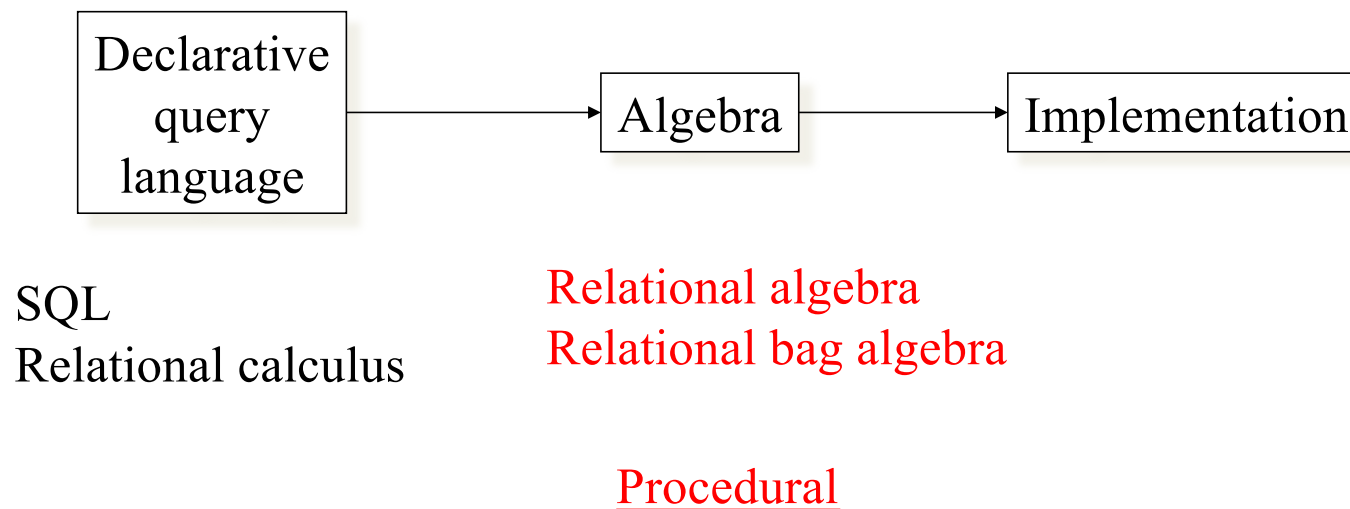 Declarative
query
language
Algebra
Implementation
SQL
Relational calculus
Relational algebra
Relational bag algebra
Procedural